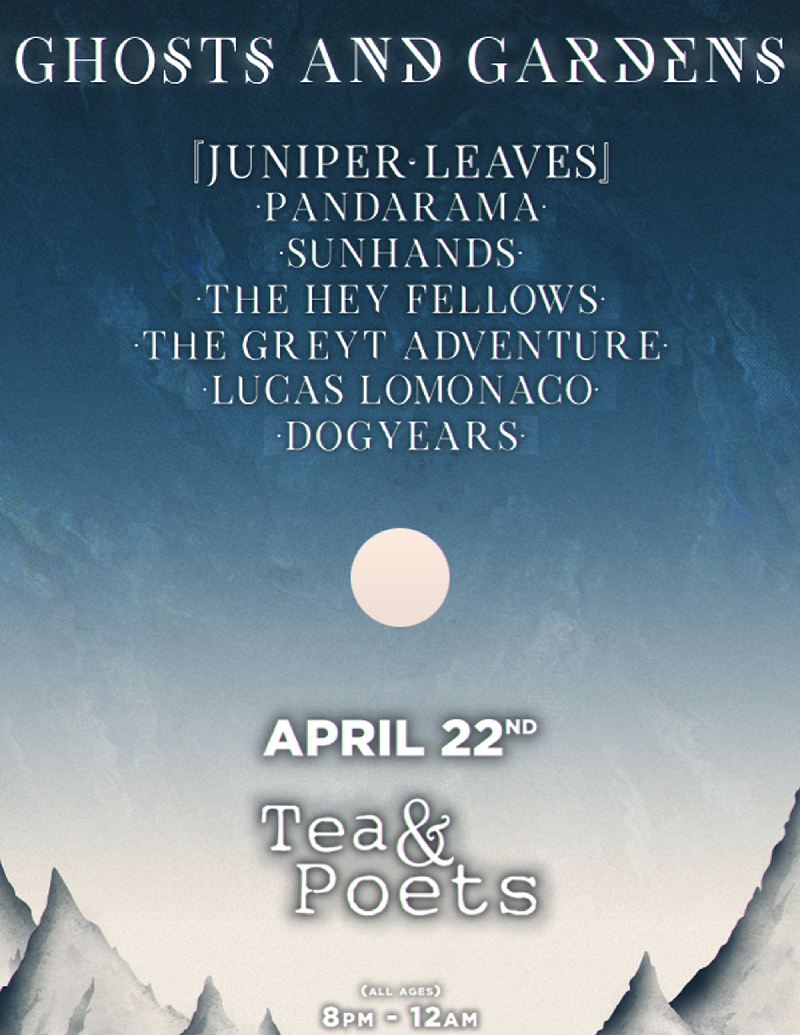 GHOSTS AND GARDENS
『JUNIPER·LEAVES』
·PANDARAMA·
·SUNHANDS·
·THE HEY FELLOWS·
·THE GREYT ADVENTURE·
·LUCAS LOMONACO·
·DOGYEARS·
APRIL 22ND
Tea&
Poets
(ALL AGES)
8PM - 12AM